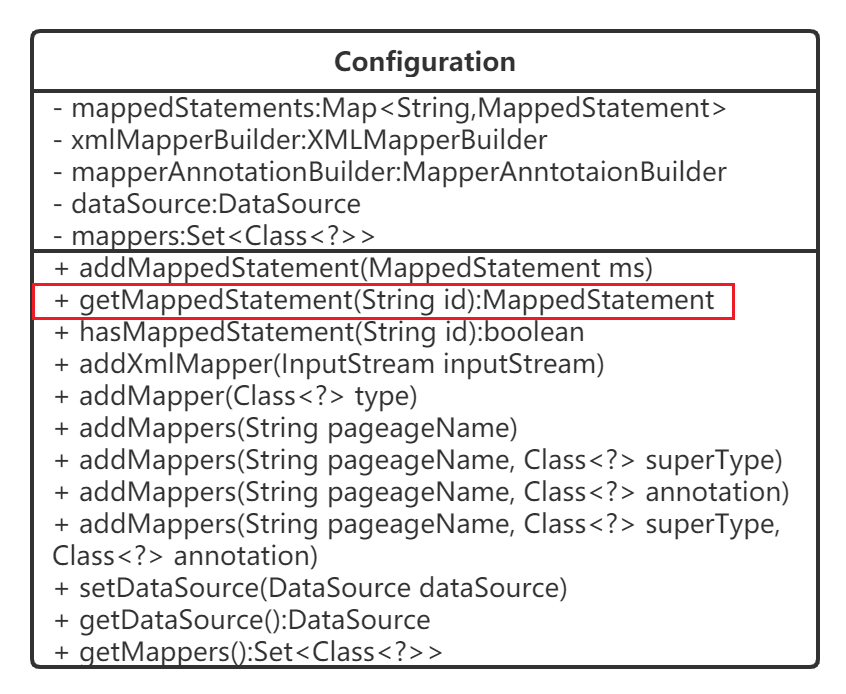 Configuration
- mappedStatements:Map<String,MappedStatement>
- xmlMapperBuilder:XMLMapperBuilder
- mapperAnnotationBuilder:MapperAnntotaionBuilder
- dataSource:DataSource
- mappers:Set<Class<?>>
+ addMappedStatement(MappedStatement ms)
+ getMappedStatement(String id):MappedStatement
+ hasMappedStatement(String id):boolean
+ addXmlMapper(InputStream inputStream)
+ addMapper(Class<?> type)
+ addMappers(String pageageName)
+ addMappers(String pageageName, Class<?> superType)
+ addMappers(String pageageName, Class<?> annotation)
+ addMappers(String pageageName, Class<?> superType,
Class<?> annotation)
+ setDataSource(DataSource dataSource)
+ getDataSource():DataSource
+ getMappers():Set<Class<?>>